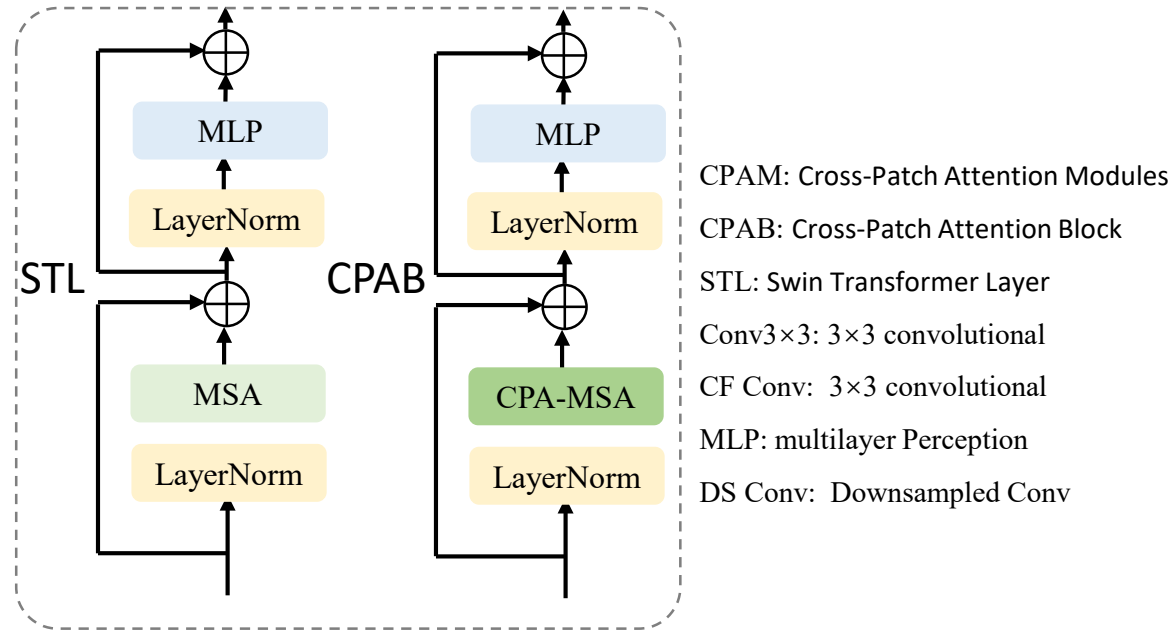 MLP
LayerNorm
STL
MSA
LayerNorm
MLP
LayerNorm
CPAB
CPA-MSA
LayerNorm
CPAM: Cross-Patch Attention Modules
CPAB: Cross-Patch Attention Block
STL: Swin Transformer Layer
Conv3×3: 3×3 convolutional
CF Conv: 3×3 convolutional
MLP: multilayer Perception
DS Conv: Downsampled Conv